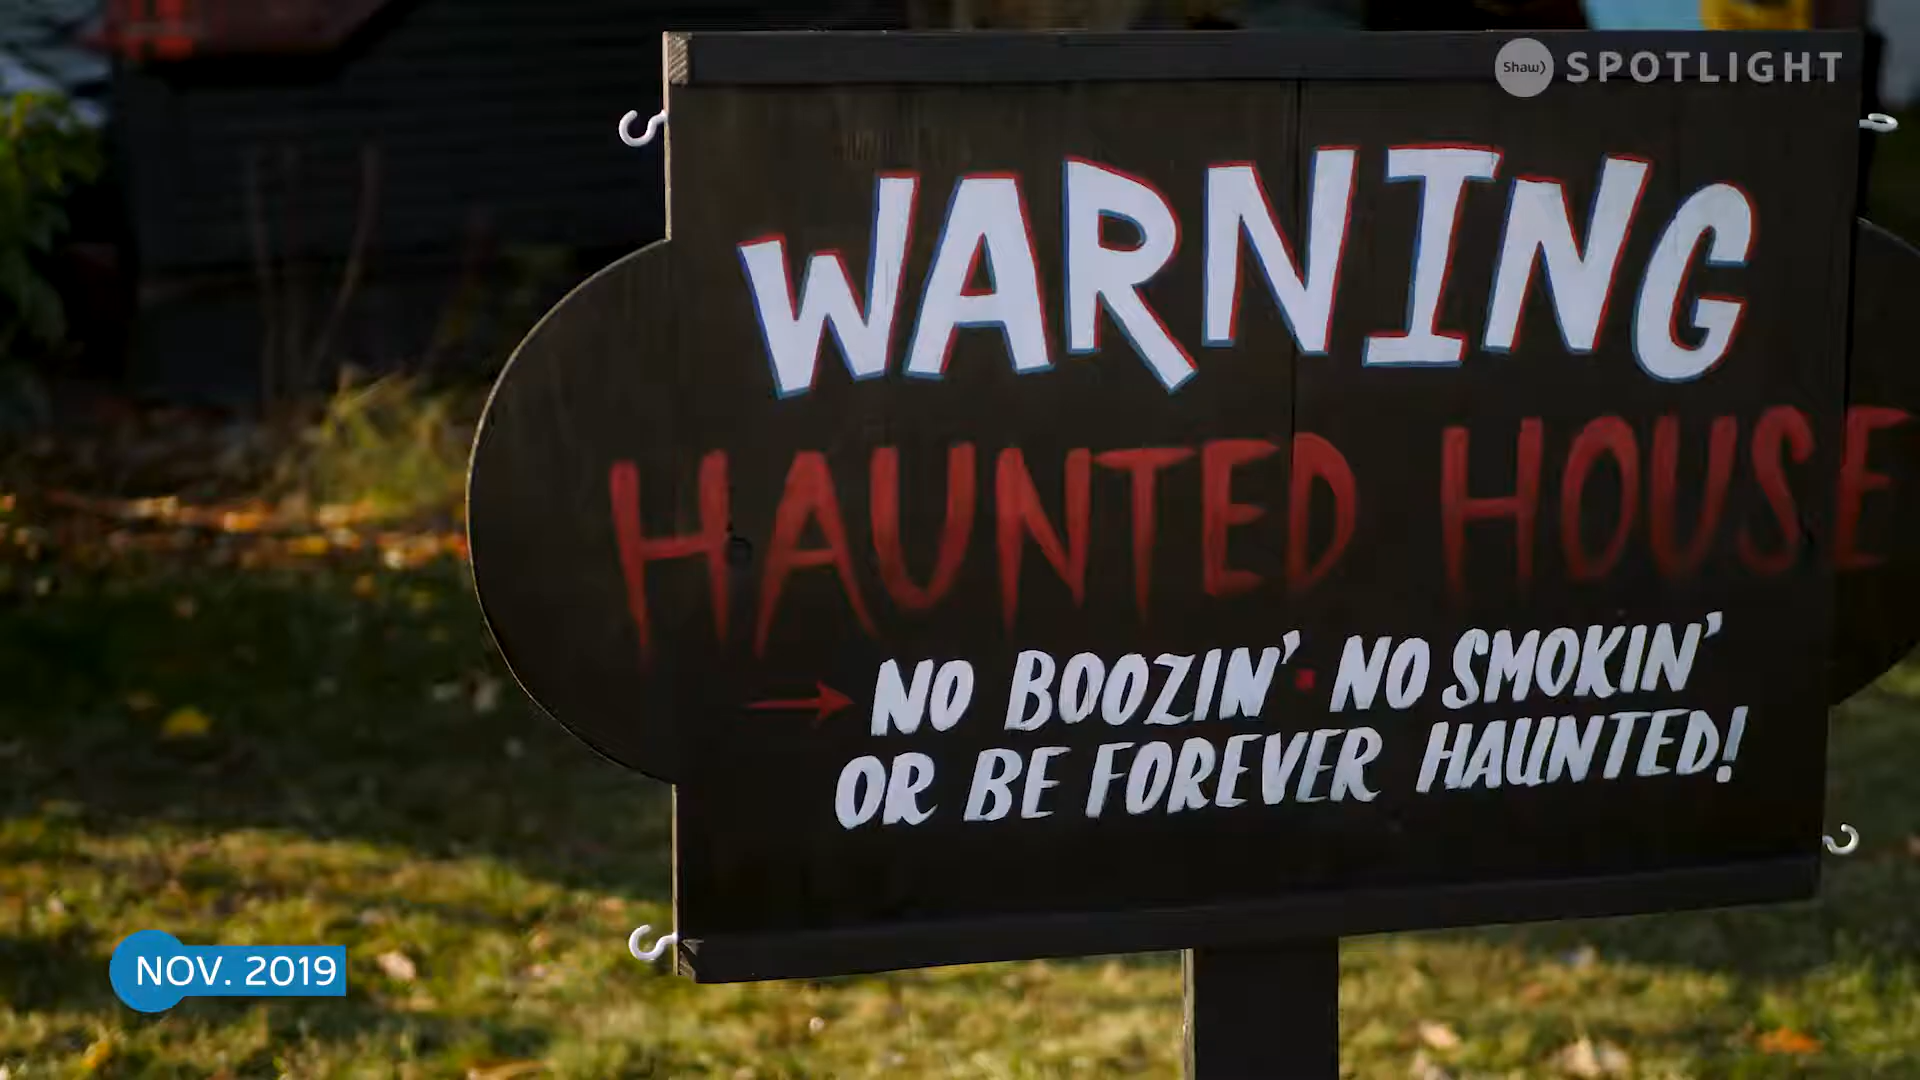 Shaw) SPOTLIGHT
WARNING
HAUNTED HOUSE
NO BOOZIN' · NO SMOKIN'
OR BE FOREVER HAUNTED!
NOV. 2019